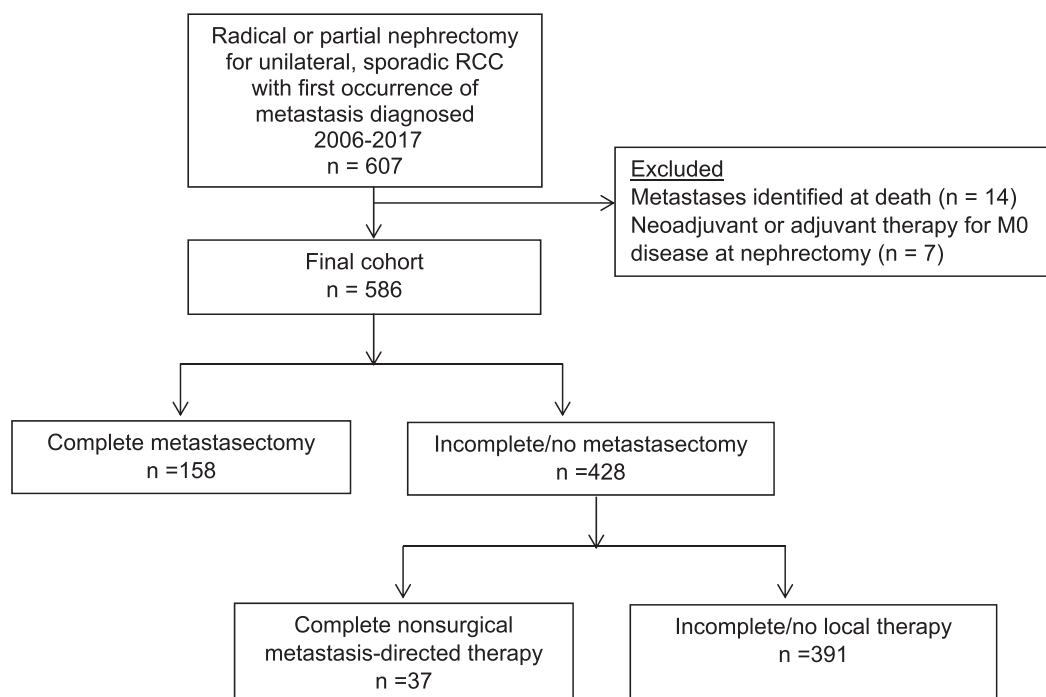 Radical or partial nephrectomy
for unilateral, sporadic RCC
with first occurrence of
metastasis diagnosed
2006-2017
n = 607
Excluded
Metastases identified at death (n = 14)
Neoadjuvant or adjuvant therapy for M0
disease at nephrectomy (n = 7)
Final cohort
n = 586
Complete metastasectomy
n =158
Incomplete/no metastasectomy
n =428
Complete nonsurgical
metastasis-directed therapy
n =37
Incomplete/no local therapy
n =391